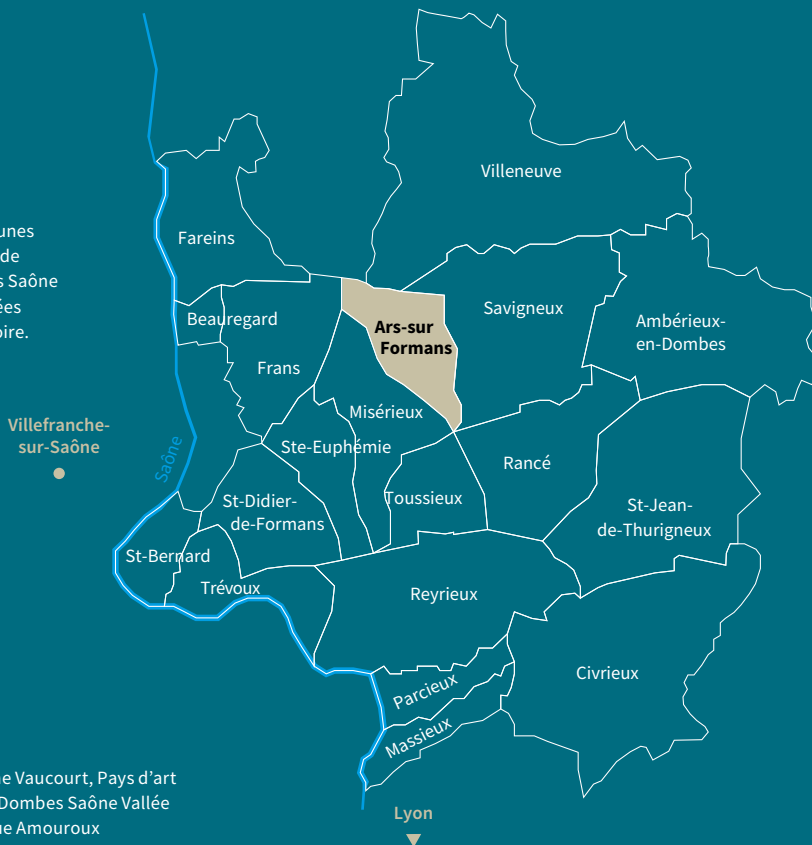 Villeneuve
unes
de
s Saône
ées
oire.
Fareins
Beauregard
Frans
Ars-sur
Formans
Savigneux
Ambérieux-
en-Dombes
Villefranche-
sur-Saône
Saône
Misérieux
Ste-Euphémie
Toussieux
Rancé
St-Jean-
de-Thurigneux
St-Didier-
de-Formans
St-Bernard
Trévoux
Reyrieux
Parcieux
Massieux
Civrieux
ne Vaucourt, Pays d’art
Dombes Saône Vallée
ue Amouroux
Lyon